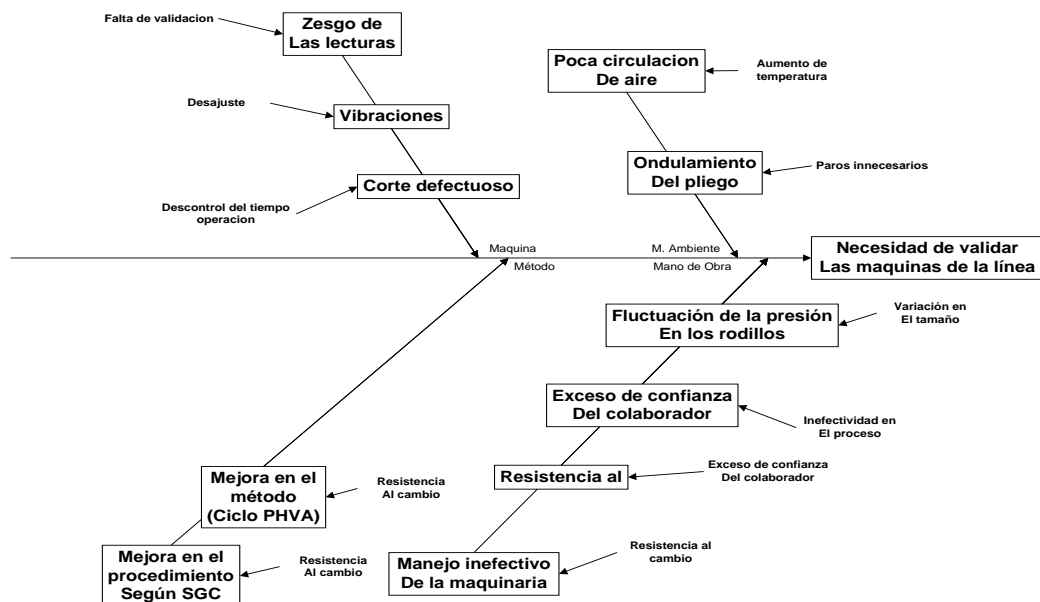 Falta de validacion
Zesgo de
Las lecturas
Desajuste
Vibraciones
Descontrol del tiempo
operacion
Corte defectuoso
Maquina
Poca circulacion
De aire
Aumento de
temperatura
Ondulamiento
Del pliego
Paros innecesarios
M. Ambiente
Necesidad de validar
Las maquinas de la línea
Método
Mano de Obra
Fluctuación de la presión
En los rodillos
Variación en
El tamaño
Exceso de confianza
Del colaborador
Inefectividad en
El proceso
Resistencia al
Exceso de confianza
Del colaborador
Manejo inefectivo
De la maquinaria
Resistencia al
cambio
Mejora en el
método
(Ciclo PHVA)
Resistencia
Al cambio
Mejora en el
procedimiento
Según SGC
Resistencia
Al cambio